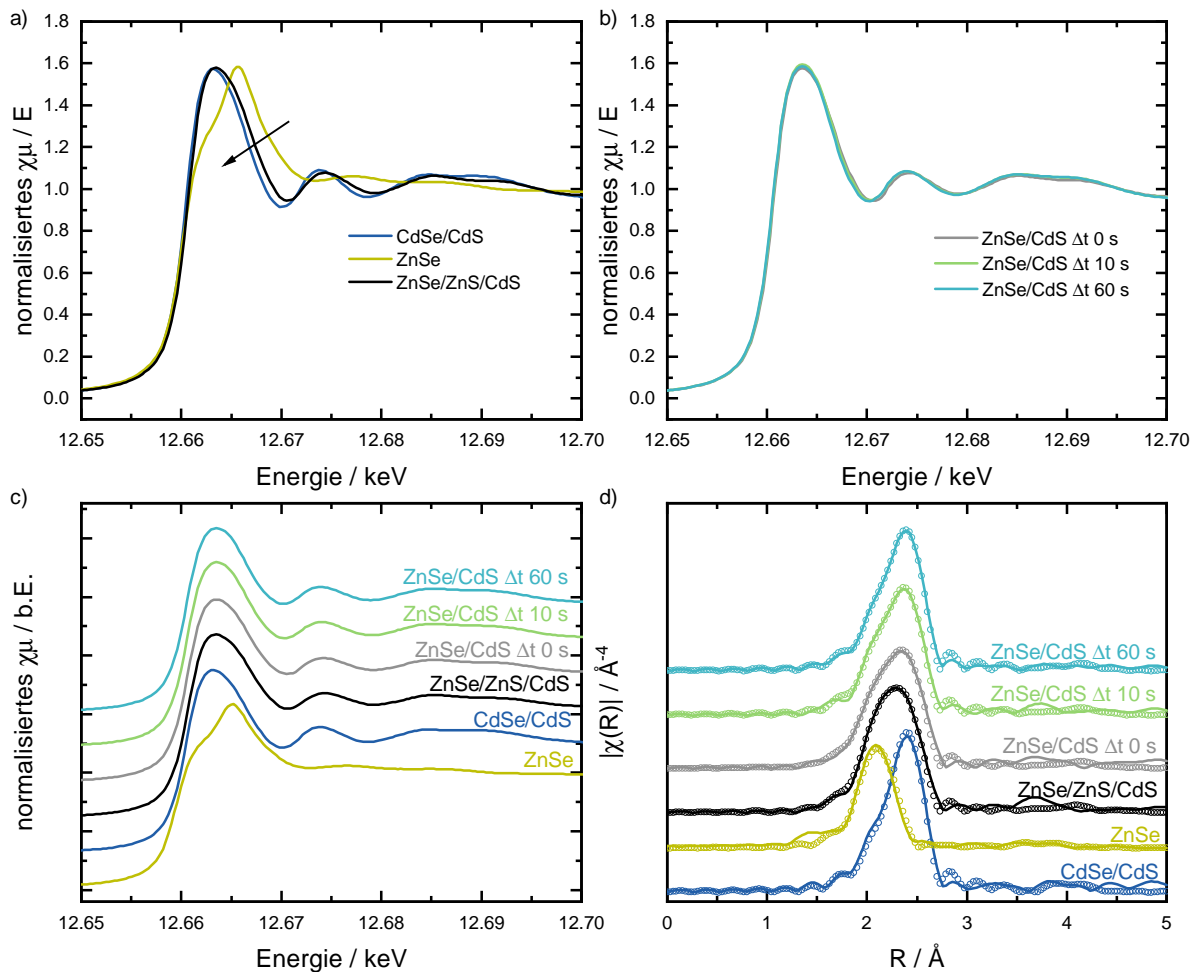 a)
normalisiertes χμ / E
1.8
1.6
1.4
1.2
1.0
0.8
0.6
0.4
0.2
0.0
CdSe/CdS
ZnSe
ZnSe/ZnS/CdS
12.65 12.66 12.67 12.68 12.69 12.70
Energie / keV
b)
normalisiertes χμ / E
1.8
1.6
1.4
1.2
1.0
0.8
0.6
0.4
0.2
0.0
ZnSe/CdS Δt 0 s
ZnSe/CdS Δt 10 s
ZnSe/CdS Δt 60 s
12.65 12.66 12.67 12.68 12.69 12.70
Energie / keV
c)
normalisiertes χμ / b.E.
ZnSe/CdS Δt 60 s
ZnSe/CdS Δt 10 s
ZnSe/CdS Δt 0 s
ZnSe/ZnS/CdS
CdSe/CdS
ZnSe
12.65 12.66 12.67 12.68 12.69 12.70
Energie / keV
d)
|χ(R)| / Å-4
ZnSe/CdS Δt 60 s
ZnSe/CdS Δt 10 s
ZnSe/CdS Δt 0 s
ZnSe/ZnS/CdS
ZnSe
CdSe/CdS
0 1 2 3 4 5
R / Å